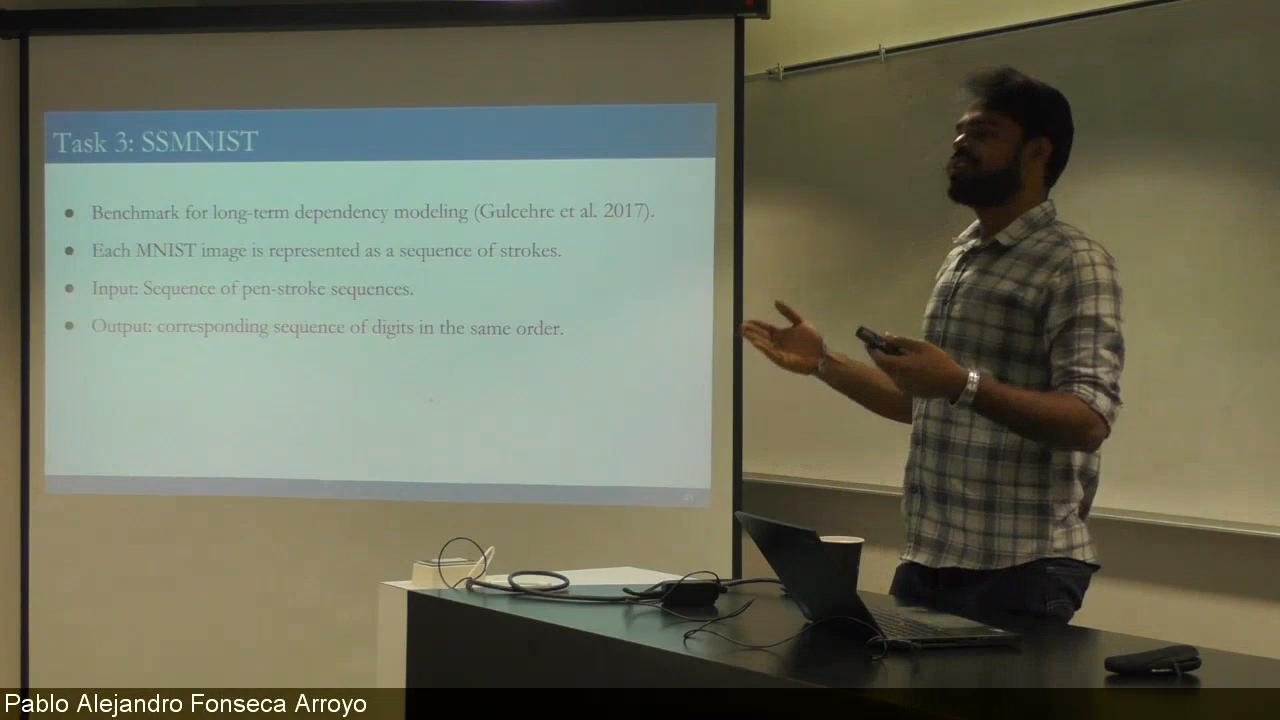 Task 3: SSMNIST
● Benchmark for long-term dependency modeling (Gulcehre et al. 2017).
● Each MNIST image is represented as a sequence of strokes.
● Input: Sequence of pen-stroke sequences.
● Output: corresponding sequence of digits in the same order.
Pablo Alejandro Fonseca Arroyo